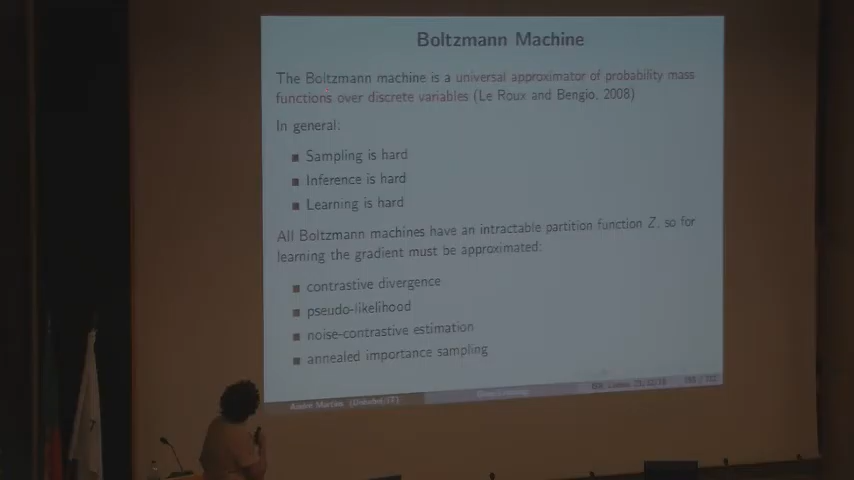 Boltzmann Machine
The Boltzmann machine is a universal approximator of probability mass
functions over discrete variables (Le Roux and Bengio, 2008)
In general:
Sampling is hard
Inference is hard
Learning is hard
All Boltzmann machines have an intractable partition function Z, so for
learning the gradient must be approximated:
contrastive divergence
pseudo-likelihood
noise-contrastive estimation
annealed importance sampling
André Martins